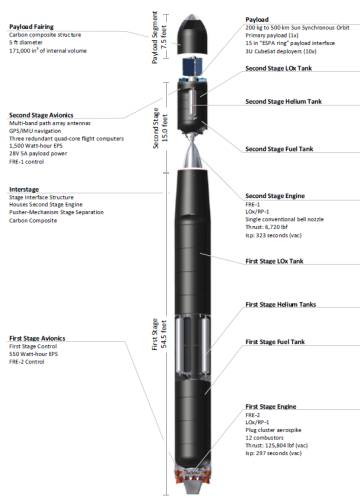 Payload Fairing
Carbon composite structure
5 ft diameter
171,000 in³ of internal volume
Payload Segment
7.5 feet
Payload
200 kg to 500 km Sun Synchronous Orbit
Primary payload (1x)
15 in "ESPA ring" payload interface
3U CubeSat deployers (10x)
Second Stage LOx Tank
Second Stage Helium Tank
Second Stage Avionics
Multi-band path array antennas
GPS/IMU navigation
Three redundant quad-core flight computers
1,500 Watt-hour EPS
28V 5A payload power
FRE-1 control
Second Stage
15.0 feet
Second Stage Fuel Tank
Interstage
Stage Interface Structure
Houses Second Stage Engine
Pusher-Mechanism Stage Separation
Carbon Composite
Second Stage Engine
FRE-1
LOx/RP-1
Single conventional bell nozzle
Thrust: 6,720 lbf
Isp: 323 seconds (vac)
First Stage LOx Tank
First Stage Helium Tanks
First Stage
54.5 feet
First Stage Avionics
First Stage Control
550 Watt-hour EPS
FRE-2 Control
First Stage Fuel Tank
First Stage Engine
FRE-2
LOx/RP-1
Plug cluster aerospike
12 combustors
Thrust: 125,804 lbf (vac)
Isp: 297 seconds (vac)